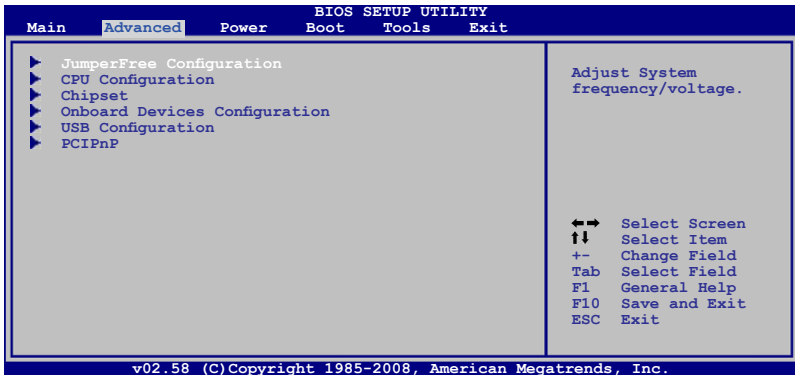 BIOS SETUP UTILITY
Main Advanced Power Boot Tools Exit
JumperFree Configuration
CPU Configuration
Chipset
Onboard Devices Configuration
USB Configuration
PCIPnP
Adjust System
frequency/voltage.
←→ Select Screen
↑↓ Select Item
+- Change Field
Tab Select Field
F1 General Help
F10 Save and Exit
ESC Exit
v02.58 (C)Copyright 1985-2008, American Megatrends, Inc.